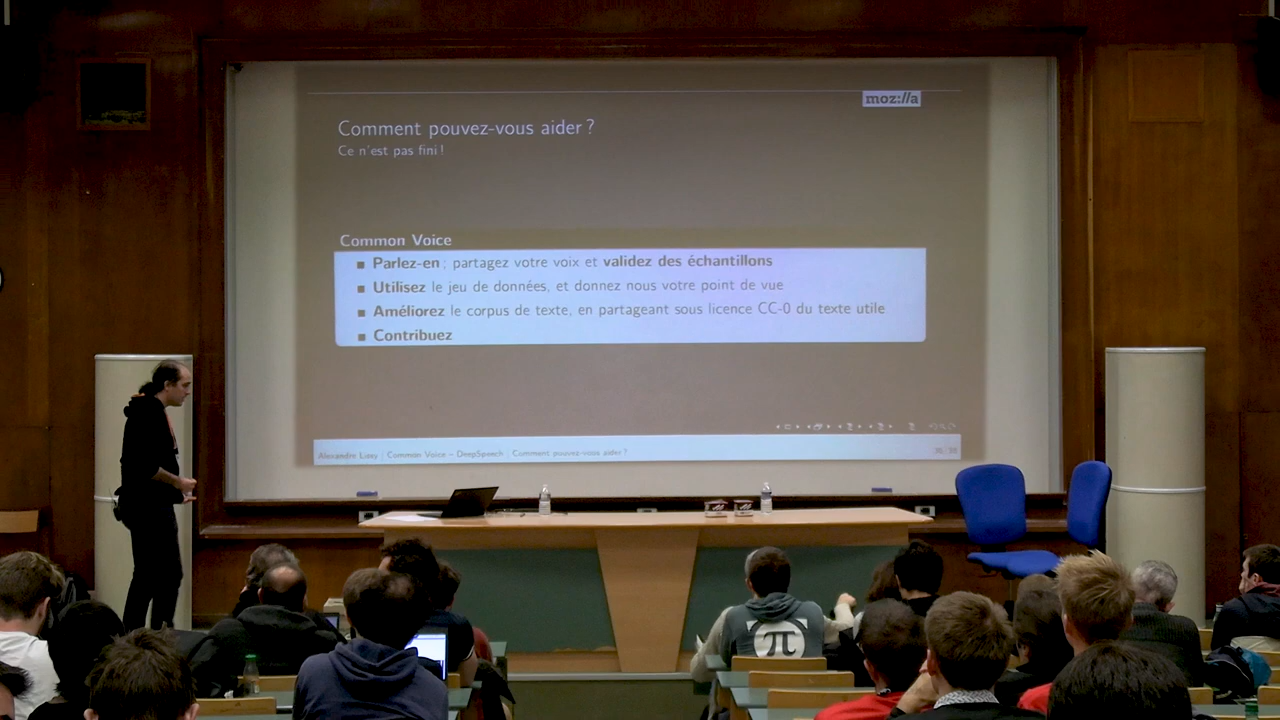 moz://a
Comment pouvez-vous aider ?
Ce n'est pas fini !
Common Voice
Parlez-en : partagez votre voix et validez des échantillons
Utilisez le jeu de données, et donnez nous votre point de vue
Améliorez le corpus de texte, en partageant sous licence CC-0 du texte utile
Contribuez
Alexandre Common Voice – DeepSpeech Comment pouvez-vous aider ?
π